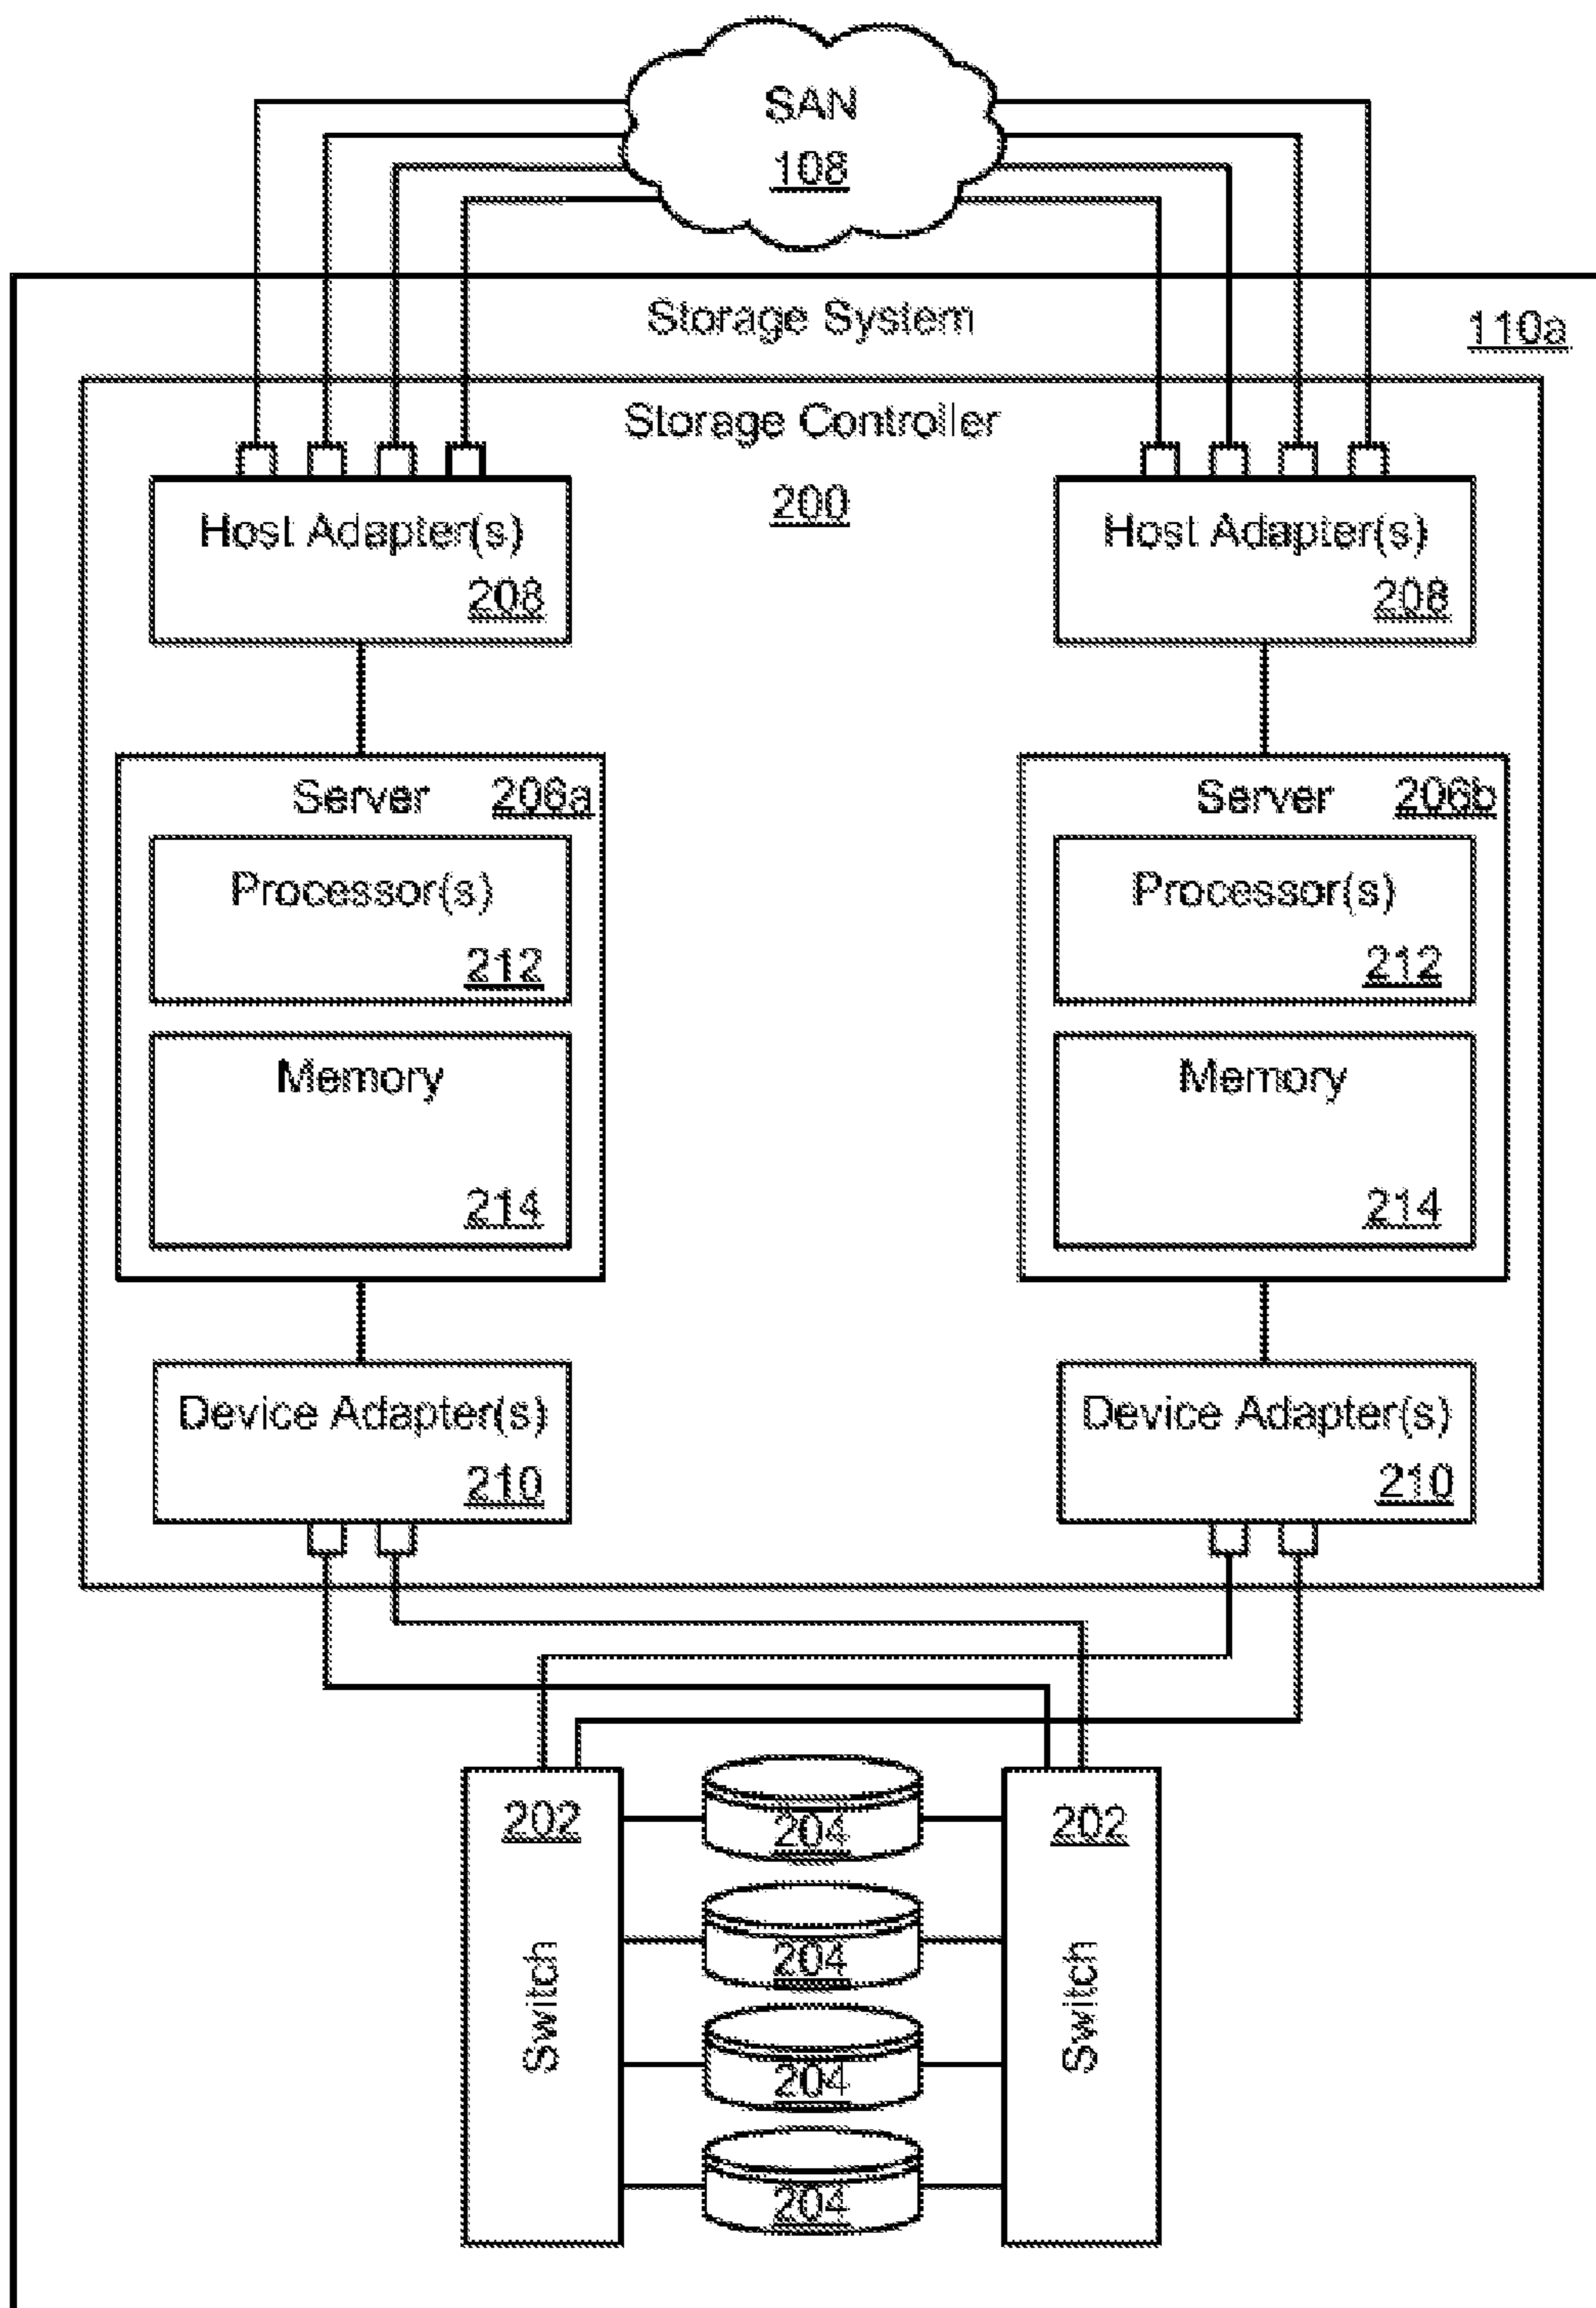 SAN
108
Storage System
110a
Storage Controller
200
Host Adapter(s)
208
Host Adapter(s)
208
Server 206a
Processor(s)
212
Memory
214
Server 206b
Processor(s)
212
Memory
214
Device Adapter(s)
210
Device Adapter(s)
210
202
Switch
204
204
204
204
202
Switch